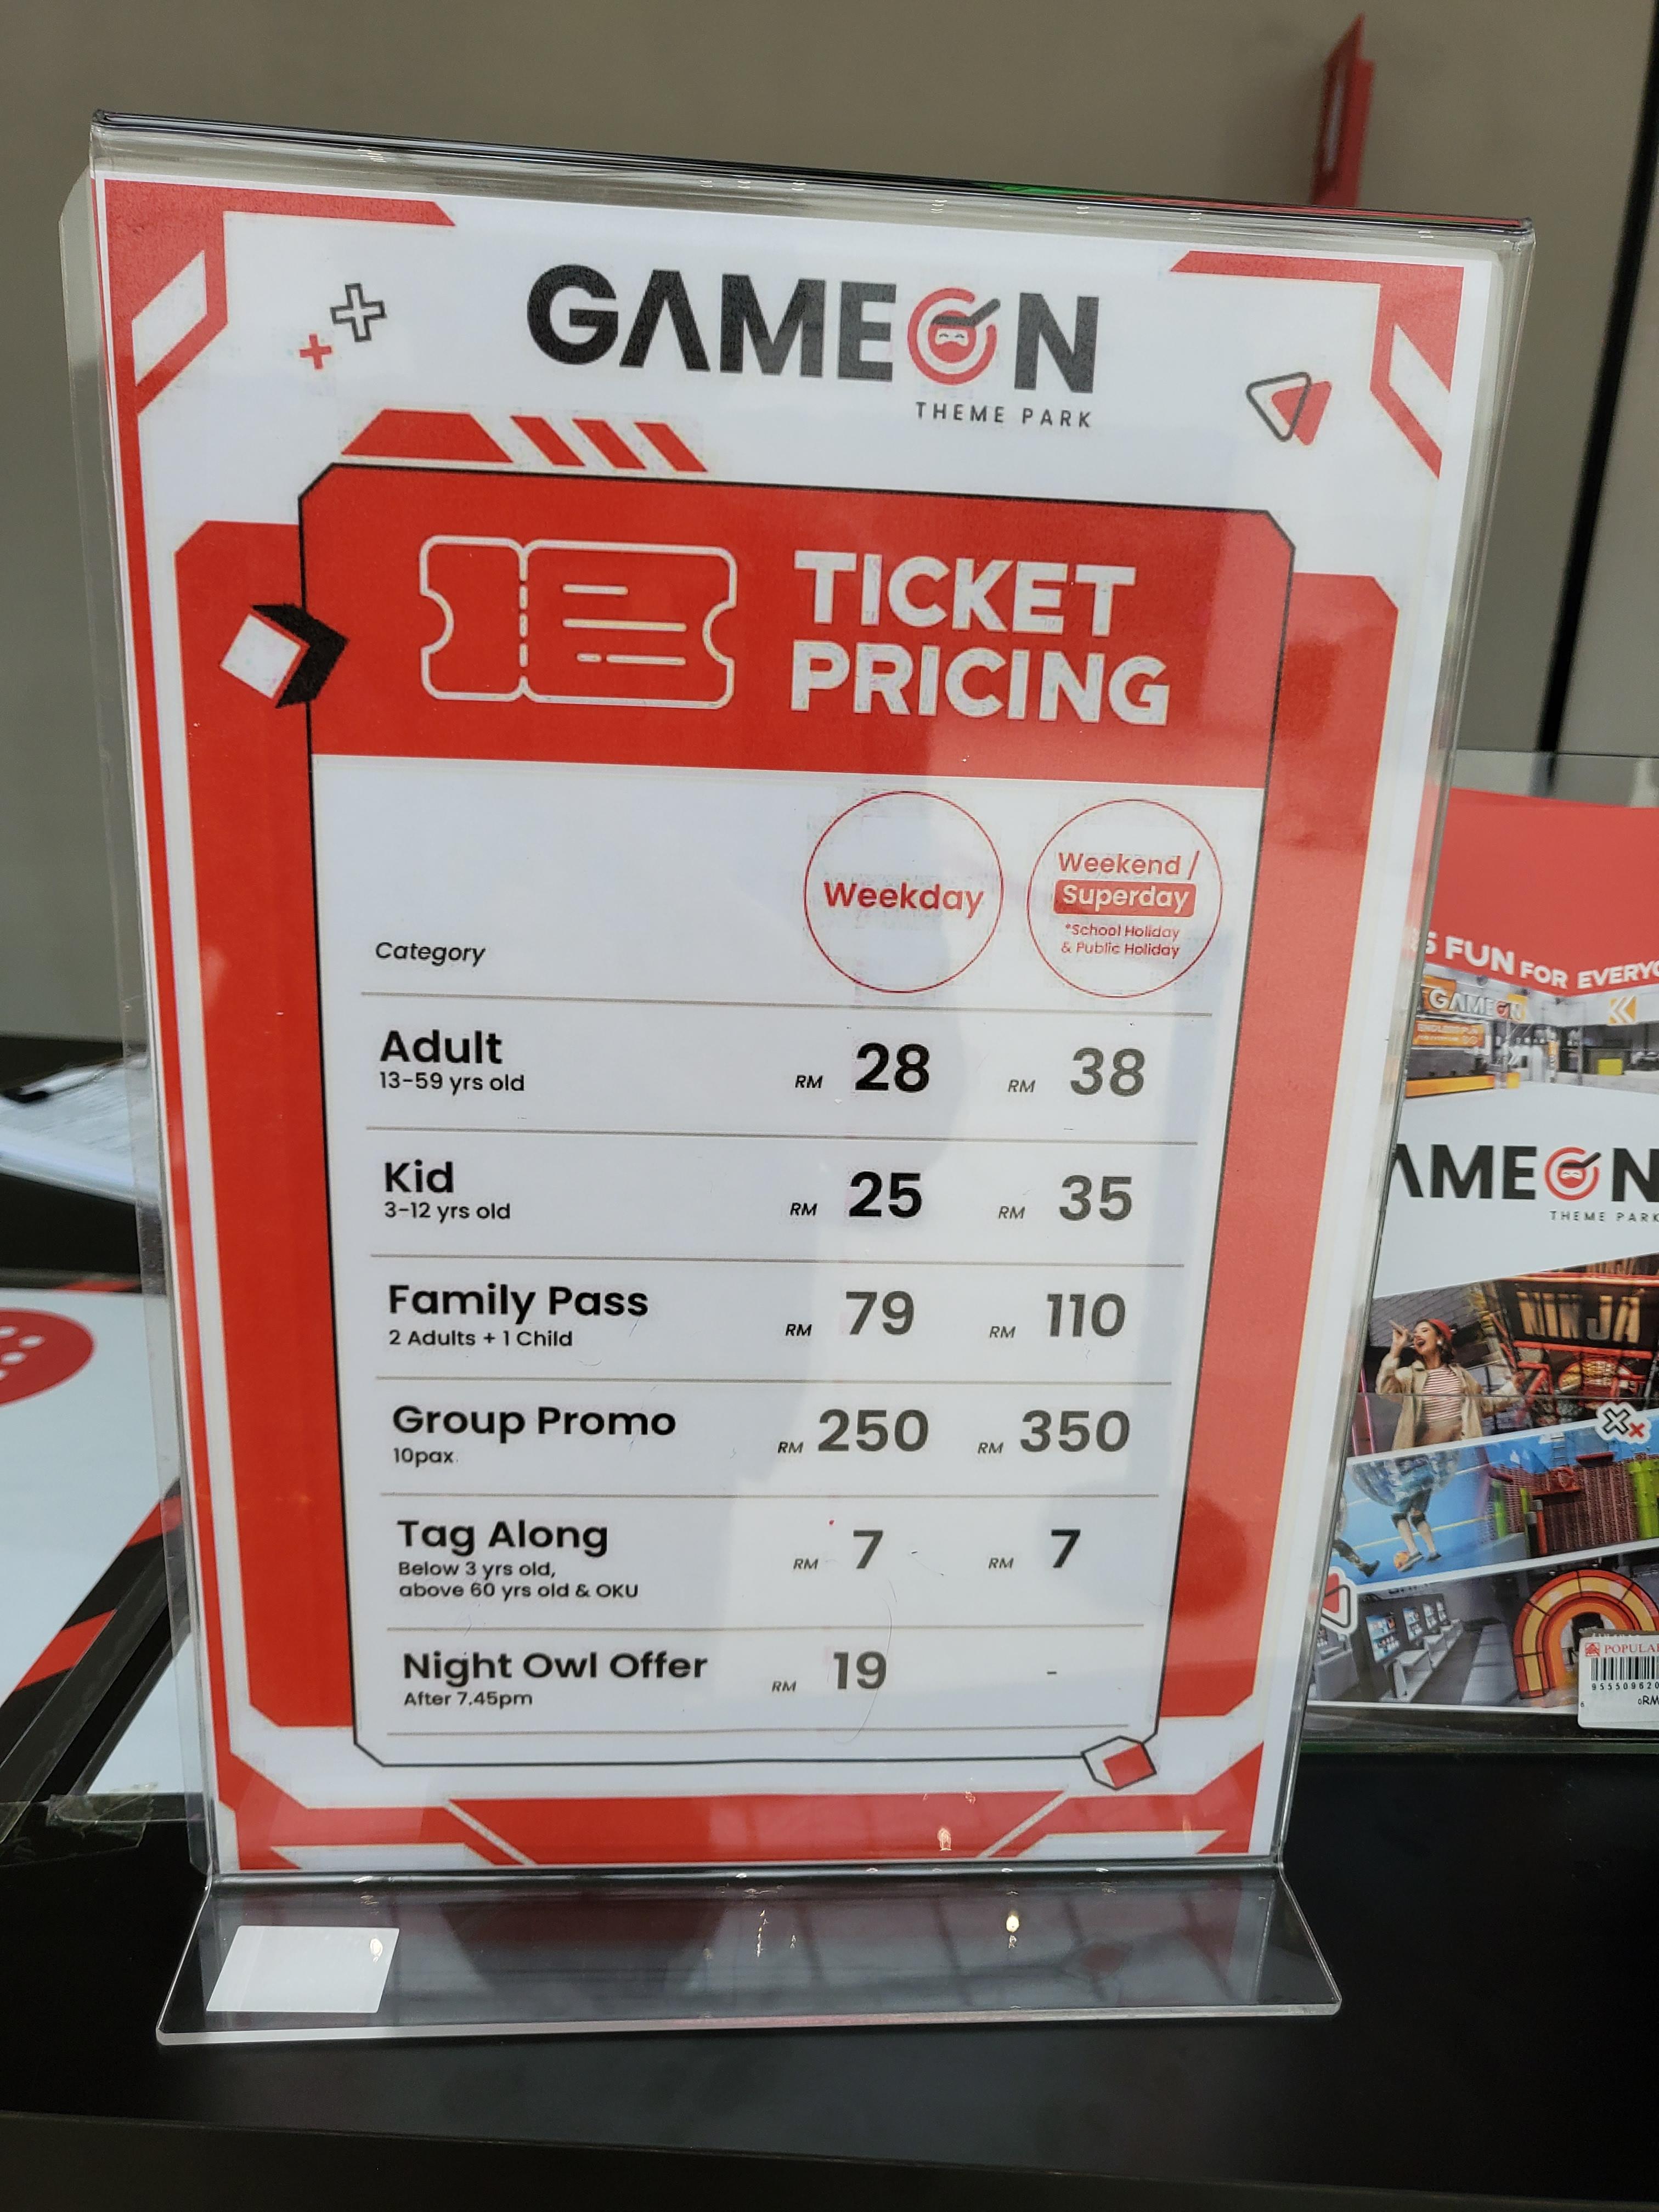 GAMEON
THEME PARK
TICKET
PRICING
Category
Weekday
Weekend /
Superday
*School Holiday
& Public Holiday
Adult
13-59 yrs old
RM 28
RM 38
Kid
3-12 yrs old
RM 25
RM 35
Family Pass
2 Adults + 1 Child
RM 79
RM 110
Group Promo
10pax
RM 250
RM 350
Tag Along
Below 3 yrs old,
above 60 yrs old & OKU
RM 7
RM 7
Night Owl Offer
After 7.45pm
RM 19
-
FUN FOR
GAMEON
THEME PARK
NINJA
POPULAR
RM